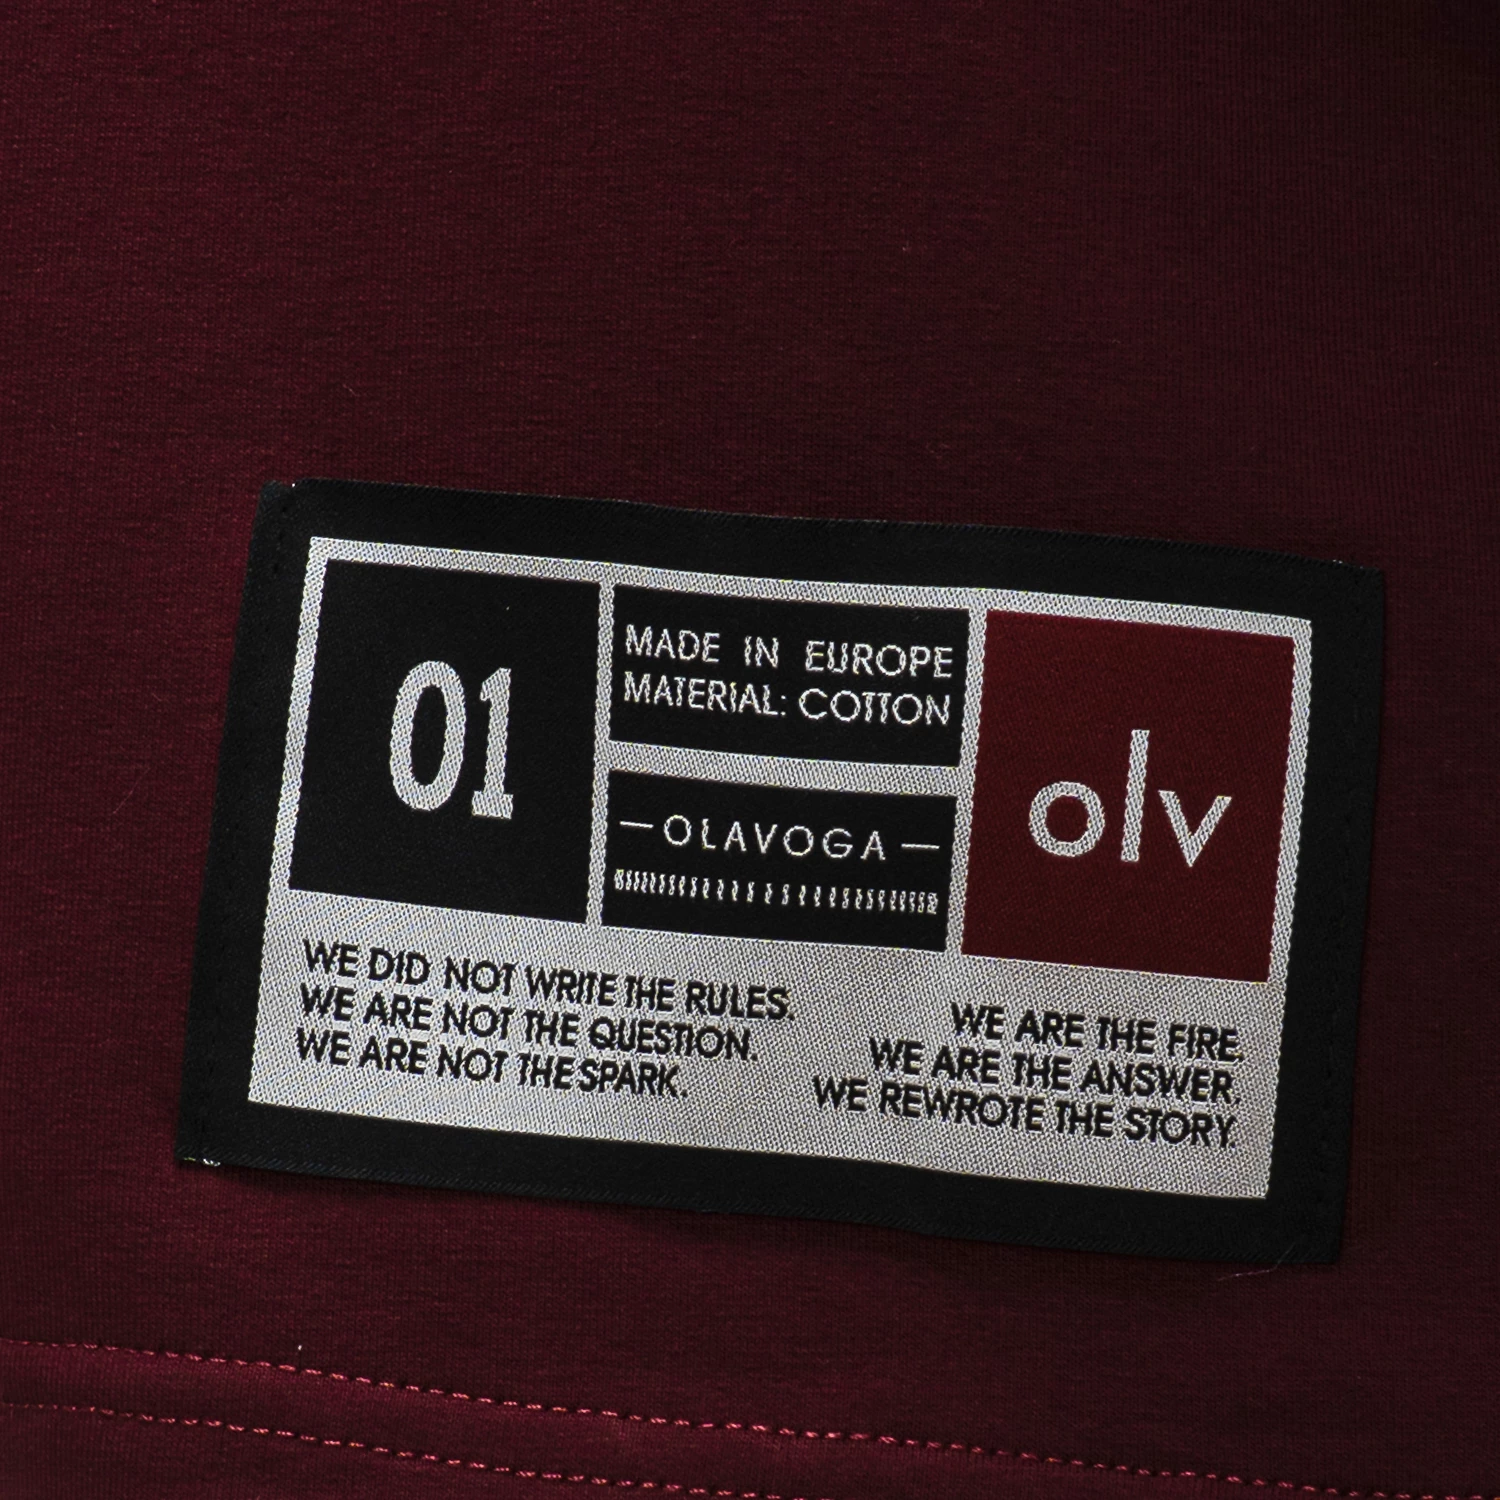 01
MADE IN EUROPE
MATERIAL: COTTON
—OLAVOGA—
olv
WE DID NOT WRITE THE RULES.
WE ARE NOT THE QUESTION.
WE ARE NOT THE SPARK.
WE ARE THE FIRE.
WE ARE THE ANSWER.
WE REWROTE THE STORY.